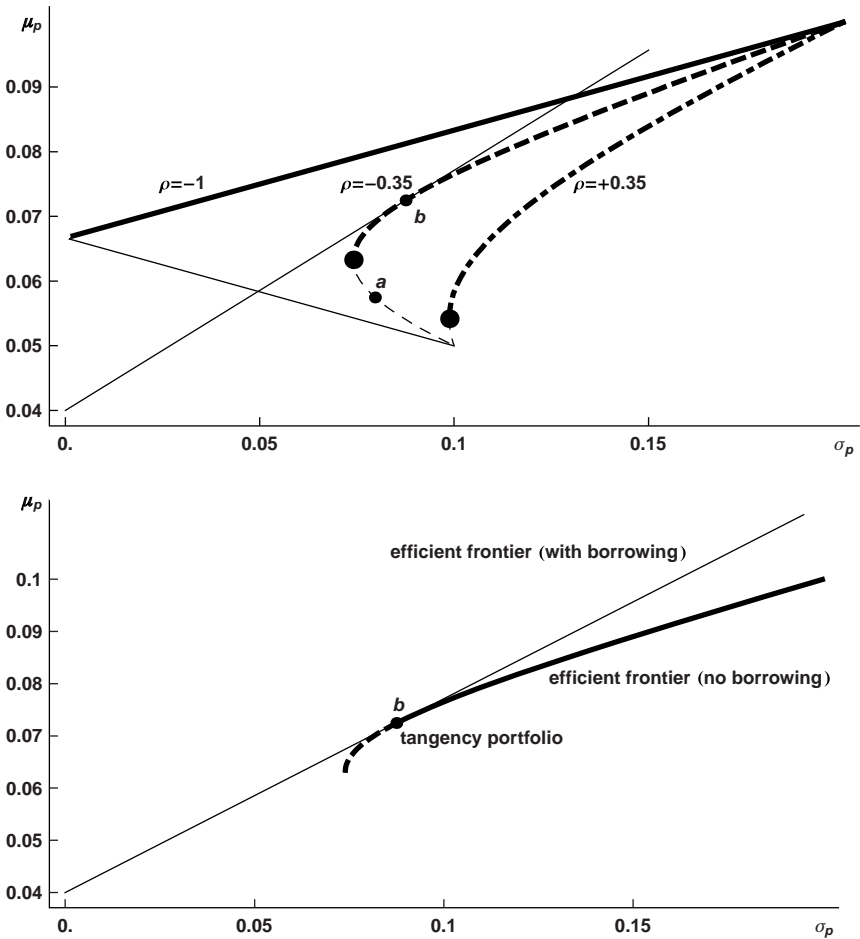 μp
0.09
0.08
0.07
0.06
0.05
0.04
ρ=−1
ρ=−0.35
ρ=+0.35
b
a
0.
0.05
0.1
0.15
σp
μp
0.1
0.09
0.08
0.07
0.06
0.05
0.04
efficient frontier (with borrowing)
efficient frontier (no borrowing)
b
tangency portfolio
0.
0.05
0.1
0.15
σp